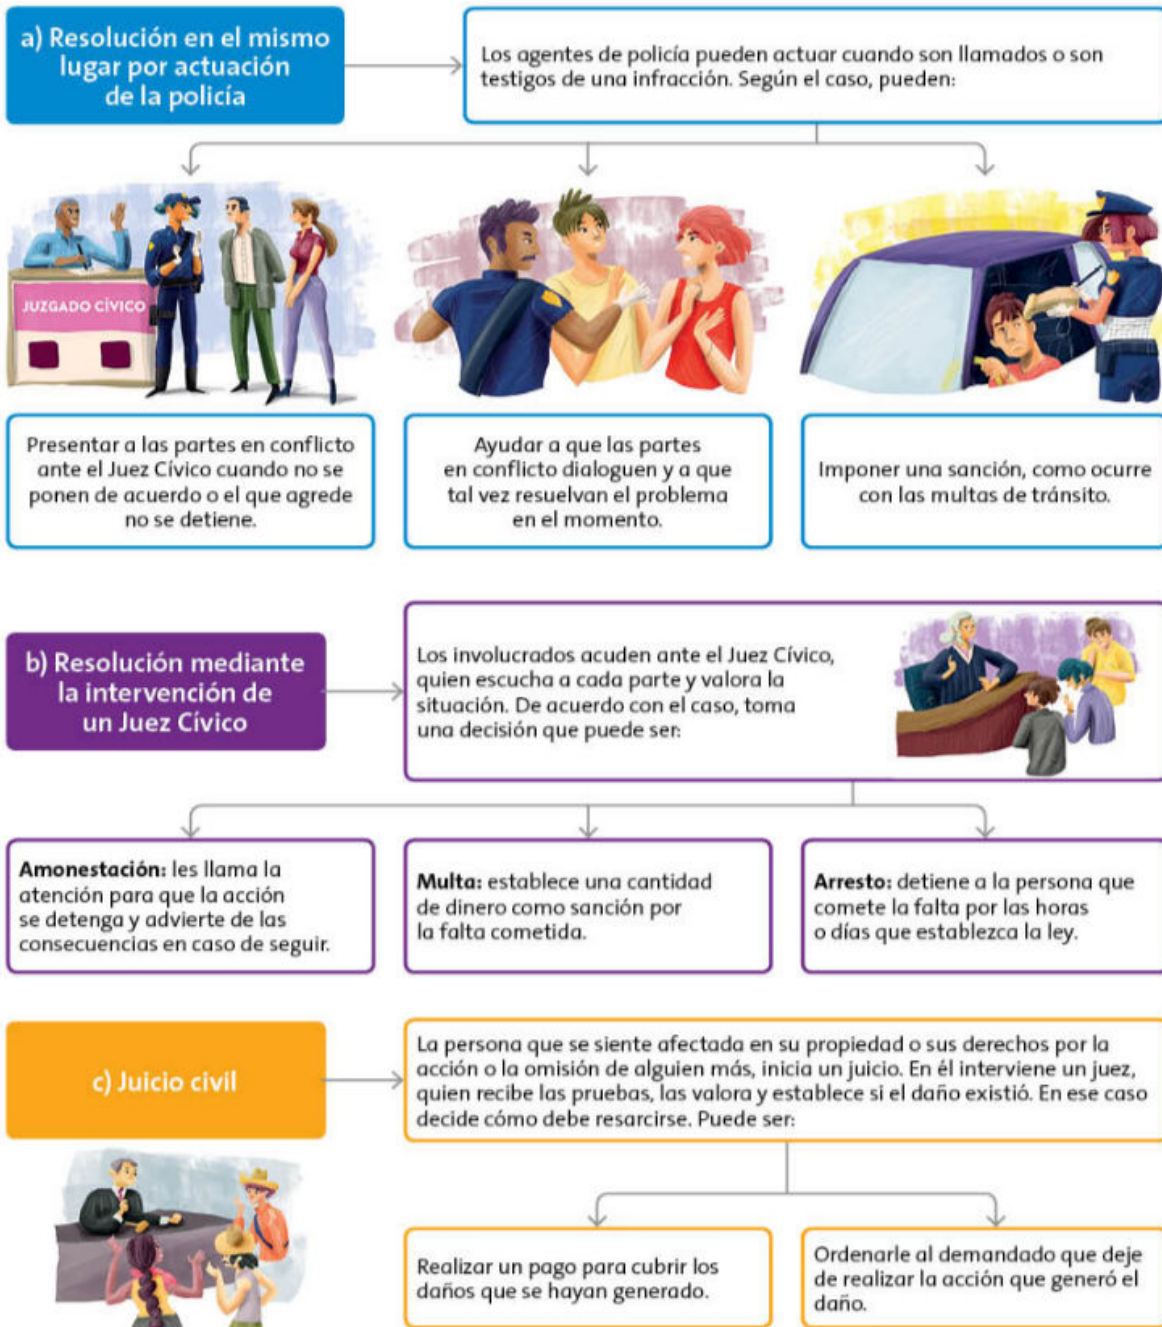 a) Resolución en el mismo
lugar por actuación
de la policía
Los agentes de policía pueden actuar cuando son llamados o son
testigos de una infracción. Según el caso, pueden:
JUZGADO CÍVICO
Presentar a las partes en conflicto
ante el Juez Cívico cuando no se
ponen de acuerdo o el que agrede
no se detiene.
Ayudar a que las partes
en conflicto dialoguen y a que
tal vez resuelvan el problema
en el momento.
Imponer una sanción, como ocurre
con las multas de tránsito.
b) Resolución mediante
la intervención de
un Juez Cívico
Los involucrados acuden ante el Juez Cívico,
quien escucha a cada parte y valora la
situación. De acuerdo con el caso, toma
una decisión que puede ser:
Amonestación: les llama la
atención para que la acción
se detenga y advierte de las
consecuencias en caso de seguir.
Multa: establece una cantidad
de dinero como sanción por
la falta cometida.
Arresto: detiene a la persona que
comete la falta por las horas
o días que establezca la ley.
c) Juicio civil
La persona que se siente afectada en su propiedad o sus derechos por la
acción o la omisión de alguien más, inicia un juicio. En él interviene un juez,
quien recibe las pruebas, las valora y establece si el daño existió. En ese caso
decide cómo debe resarcirse. Puede ser:
Realizar un pago para cubrir los
daños que se hayan generado.
Ordenarle al demandado que deje
de realizar la acción que generó el
daño.